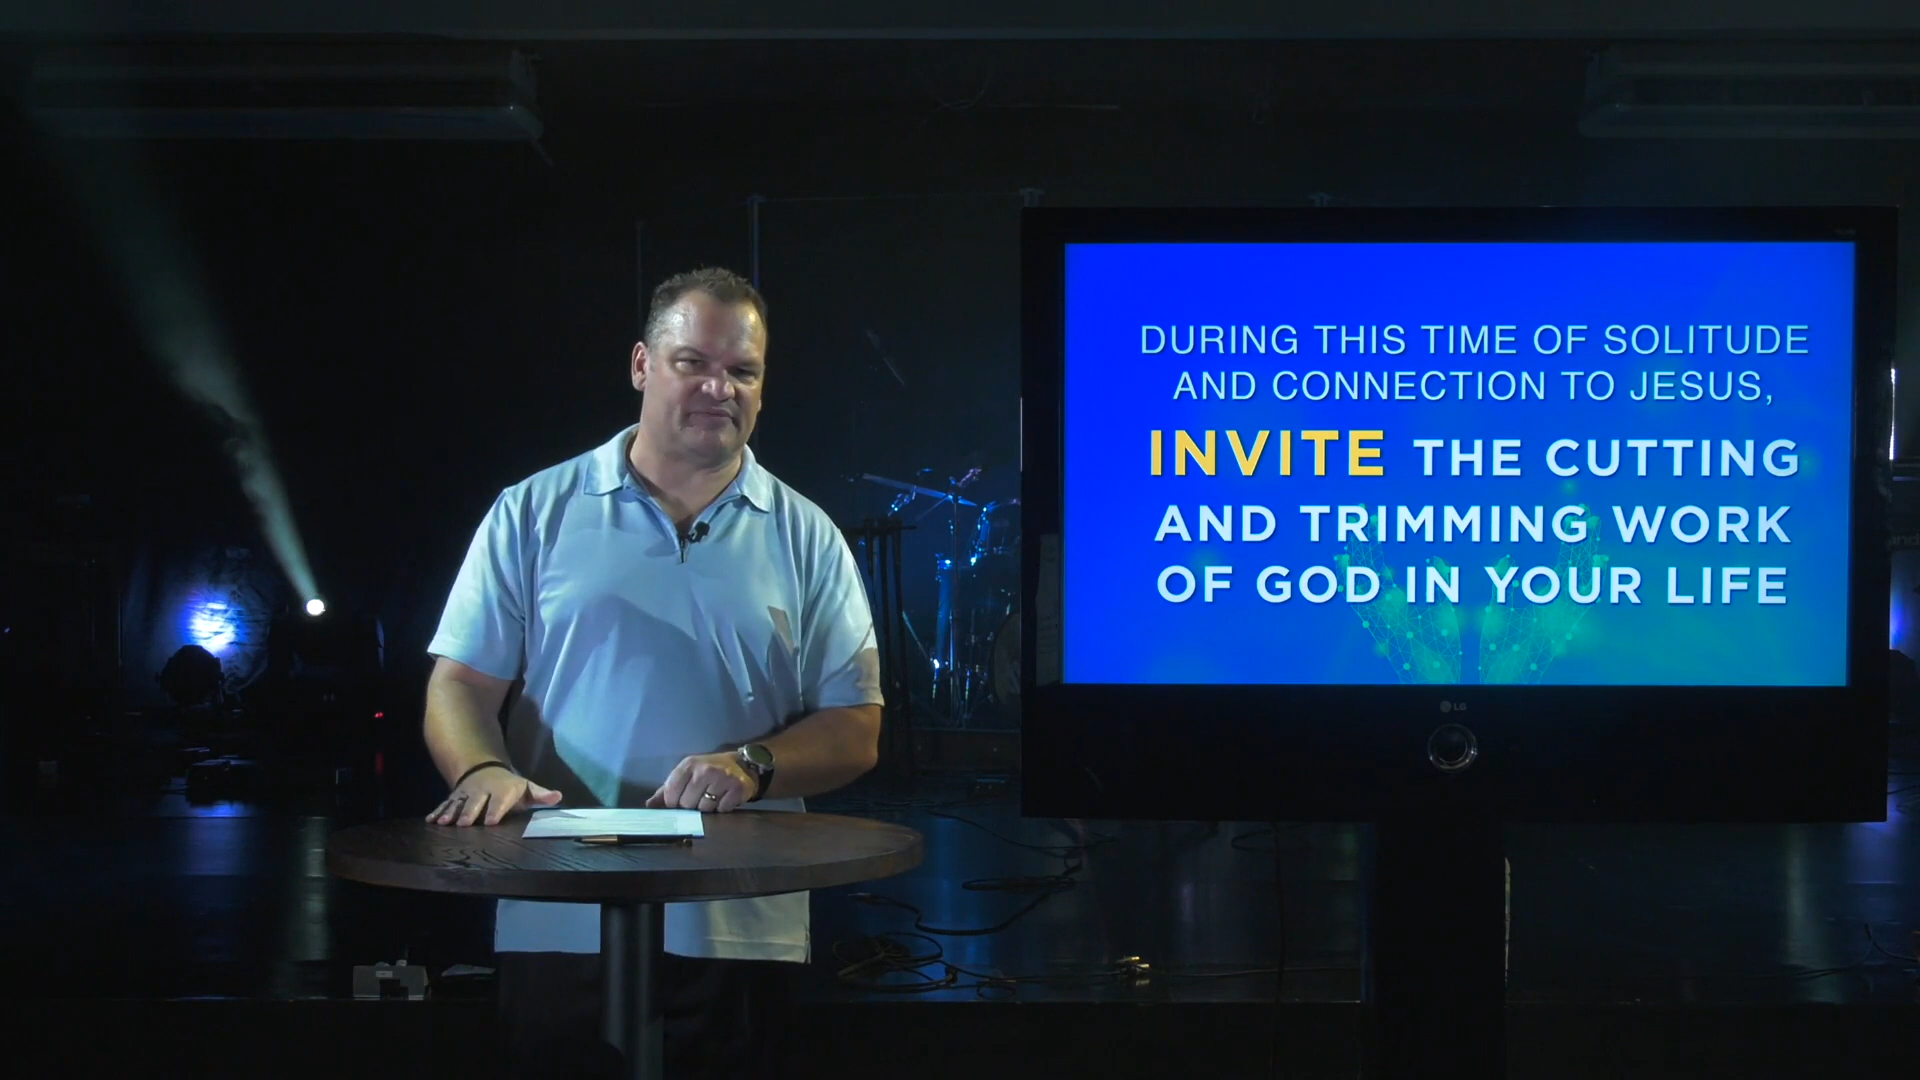 DURING THIS TIME OF SOLITUDE
AND CONNECTION TO JESUS,
INVITE THE CUTTING
AND TRIMMING WORK
OF GOD IN YOUR LIFE
LG